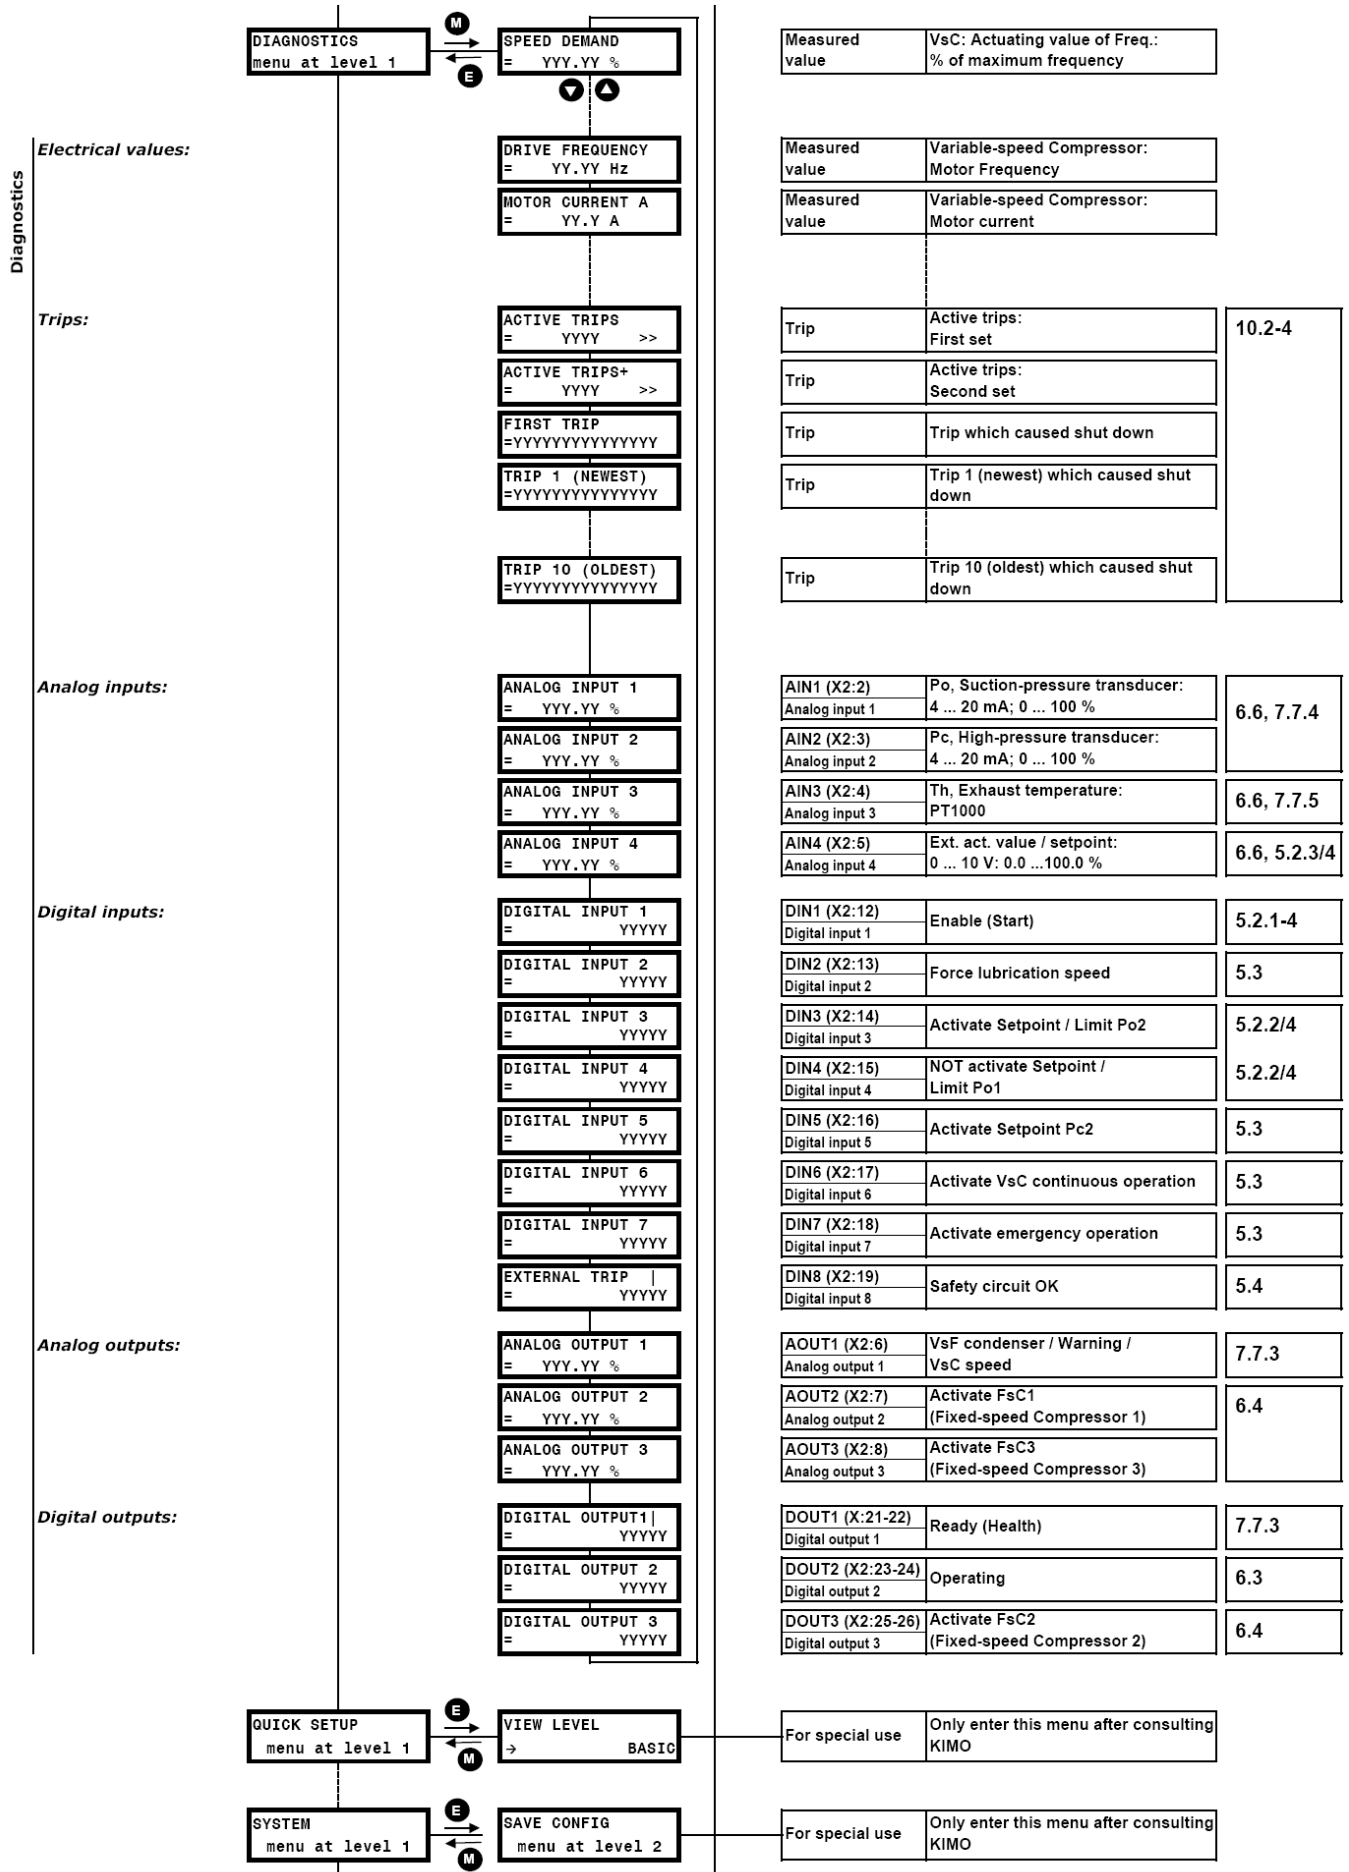 M
DIAGNOSTICS
menu at level 1
E
SPEED DEMAND
= YYY.YY %
Measured value
VsC: Actuating value of Freq.:
% of maximum frequency
Diagnostics
Electrical values:
DRIVE FREQUENCY
= YY.YY Hz
Measured value
Variable-speed Compressor:
Motor Frequency
MOTOR CURRENT A
= YY.Y A
Measured value
Variable-speed Compressor:
Motor current
Trips:
ACTIVE TRIPS
= YYYY >>
Trip
Active trips:
First set
10.2-4
ACTIVE TRIPS+
= YYYY >>
Trip
Active trips:
Second set
FIRST TRIP
=YYYYYYYYYYYYYYY
Trip
Trip which caused shut down
TRIP 1 (NEWEST)
=YYYYYYYYYYYYYYY
Trip
Trip 1 (newest) which caused shut
down
TRIP 10 (OLDEST)
=YYYYYYYYYYYYYYY
Trip
Trip 10 (oldest) which caused shut
down
Analog inputs:
ANALOG INPUT 1
= YYY.YY %
AIN1 (X2:2)
Analog input 1
Po, Suction-pressure transducer:
4 ... 20 mA; 0 ... 100 %
6.6, 7.7.4
ANALOG INPUT 2
= YYY.YY %
AIN2 (X2:3)
Analog input 2
Pc, High-pressure transducer:
4 ... 20 mA; 0 ... 100 %
ANALOG INPUT 3
= YYY.YY %
AIN3 (X2:4)
Analog input 3
Th, Exhaust temperature:
PT1000
6.6, 7.7.5
ANALOG INPUT 4
= YYY.YY %
AIN4 (X2:5)
Analog input 4
Ext. act. value / setpoint:
0 ... 10 V: 0.0 ...100.0 %
6.6, 5.2.3/4
Digital inputs:
DIGITAL INPUT 1
= YYYYY
DIN1 (X2:12)
Digital input 1
Enable (Start)
5.2.1-4
DIGITAL INPUT 2
= YYYYY
DIN2 (X2:13)
Digital input 2
Force lubrication speed
5.3
DIGITAL INPUT 3
= YYYYY
DIN3 (X2:14)
Digital input 3
Activate Setpoint / Limit Po2
5.2.2/4
DIGITAL INPUT 4
= YYYYY
DIN4 (X2:15)
Digital input 4
NOT activate Setpoint /
Limit Po1
5.2.2/4
DIGITAL INPUT 5
= YYYYY
DIN5 (X2:16)
Digital input 5
Activate Setpoint Pc2
5.3
DIGITAL INPUT 6
= YYYYY
DIN6 (X2:17)
Digital input 6
Activate VsC continuous operation
5.3
DIGITAL INPUT 7
= YYYYY
DIN7 (X2:18)
Digital input 7
Activate emergency operation
5.3
EXTERNAL TRIP |
= YYYYY
DIN8 (X2:19)
Digital input 8
Safety circuit OK
5.4
Analog outputs:
ANALOG OUTPUT 1
= YYY.YY %
AOUT1 (X2:6)
Analog output 1
VsF condenser / Warning /
VsC speed
7.7.3
ANALOG OUTPUT 2
= YYY.YY %
AOUT2 (X2:7)
Analog output 2
Activate FsC1
(Fixed-speed Compressor 1)
6.4
ANALOG OUTPUT 3
= YYY.YY %
AOUT3 (X2:8)
Analog output 3
Activate FsC3
(Fixed-speed Compressor 3)
Digital outputs:
DIGITAL OUTPUT1|
= YYYYY
DOUT1 (X:21-22)
Digital output 1
Ready (Health)
7.7.3
DIGITAL OUTPUT 2
= YYYYY
DOUT2 (X2:23-24)
Digital output 2
Operating
6.3
DIGITAL OUTPUT 3
= YYYYY
DOUT3 (X2:25-26)
Digital output 3
Activate FsC2
(Fixed-speed Compressor 2)
6.4
QUICK SETUP
menu at level 1
E
M
VIEW LEVEL
→ BASIC
For special use
Only enter this menu after consulting
KIMO
SYSTEM
menu at level 1
E
M
SAVE CONFIG
menu at level 2
For special use
Only enter this menu after consulting
KIMO